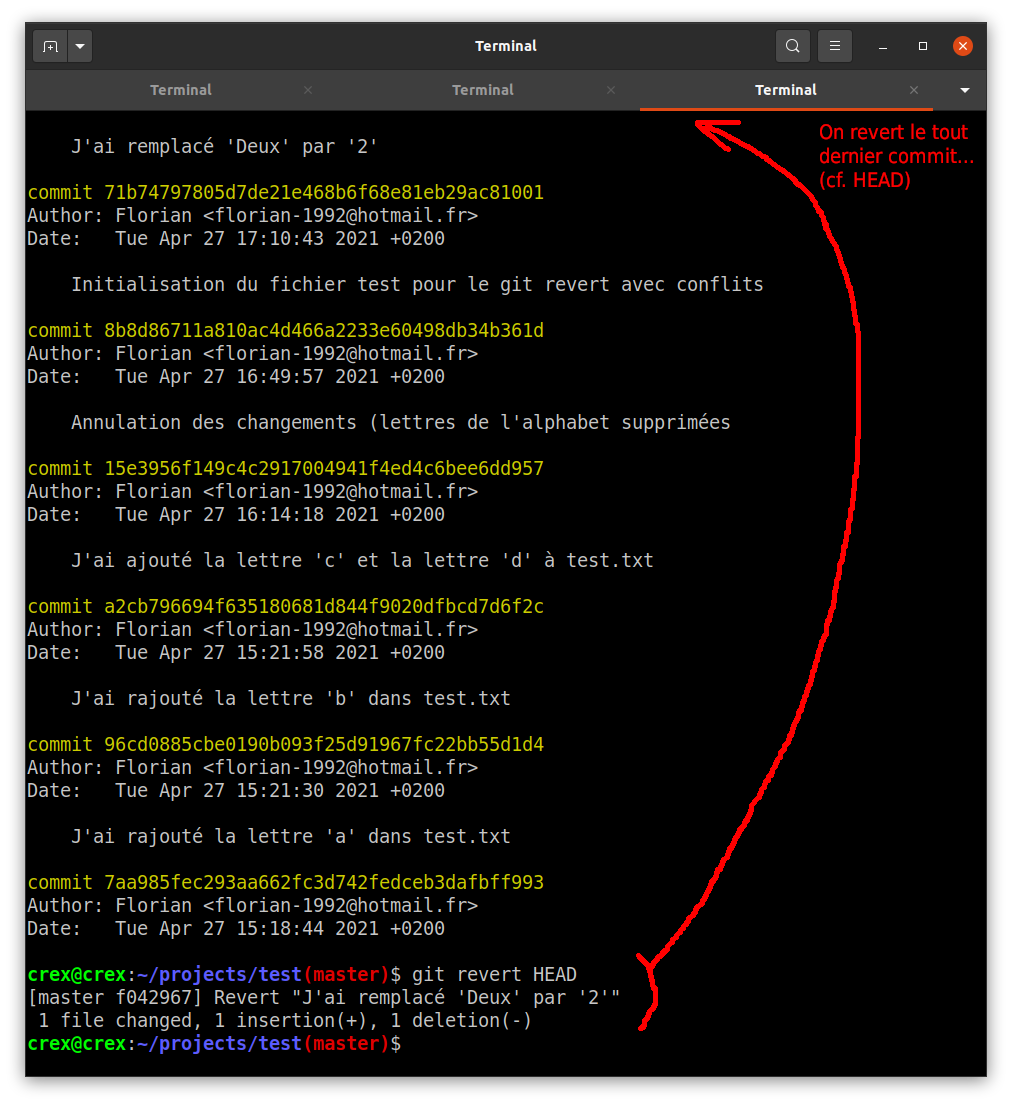 Terminal
Terminal
Terminal
Terminal
On revert le tout
dernier commit...
(cf. HEAD)
    J'ai remplacé 'Deux' par '2'
commit 71b74797805d7de21e468b6f68e81eb29ac81001
Author: Florian <florian-1992@hotmail.fr>
Date:   Tue Apr 27 17:10:43 2021 +0200
    Initialisation du fichier test pour le git revert avec conflits
commit 8b8d86711a810ac4d466a2233e60498db34b361d
Author: Florian <florian-1992@hotmail.fr>
Date:   Tue Apr 27 16:49:57 2021 +0200
    Annulation des changements (lettres de l'alphabet supprimées
commit 15e3956f149c4c2917004941f4ed4c6bee6dd957
Author: Florian <florian-1992@hotmail.fr>
Date:   Tue Apr 27 16:14:18 2021 +0200
    J'ai ajouté la lettre 'c' et la lettre 'd' à test.txt
commit a2cb796694f635180681d844f9020dfbcd7d6f2c
Author: Florian <florian-1992@hotmail.fr>
Date:   Tue Apr 27 15:21:58 2021 +0200
    J'ai rajouté la lettre 'b' dans test.txt
commit 96cd0885cbe0190b093f25d91967fc22bb55d1d4
Author: Florian <florian-1992@hotmail.fr>
Date:   Tue Apr 27 15:21:30 2021 +0200
    J'ai rajouté la lettre 'a' dans test.txt
commit 7aa985fec293aa662fc3d742fedceb3dafbff993
Author: Florian <florian-1992@hotmail.fr>
Date:   Tue Apr 27 15:18:44 2021 +0200
crex@crex:~/projects/test(master)$ git revert HEAD
[master f042967] Revert "J'ai remplacé 'Deux' par '2'"
 1 file changed, 1 insertion(+), 1 deletion(-)
crex@crex:~/projects/test(master)$